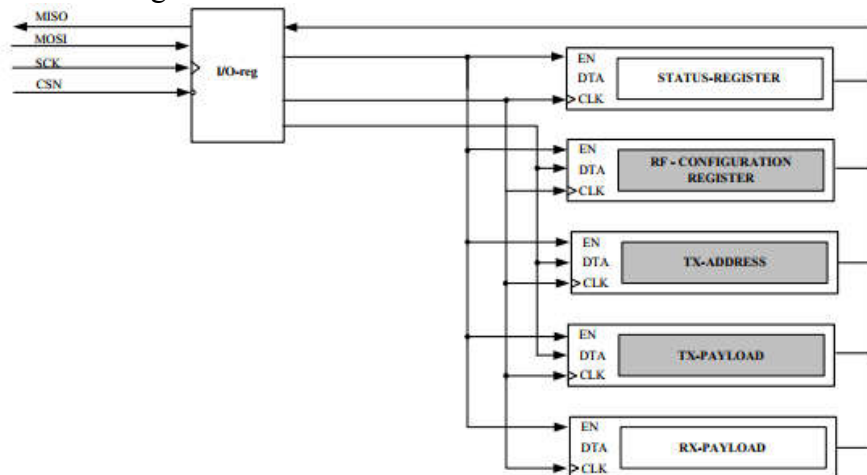 MISO
MOSI
SCK
CSN
I/O-reg
EN
DTA
CLK
STATUS-REGISTER
EN
DTA
CLK
RF - CONFIGURATION
REGISTER
EN
DTA
CLK
TX-ADDRESS
EN
DTA
CLK
TX-PAYLOAD
EN
DTA
CLK
RX-PAYLOAD